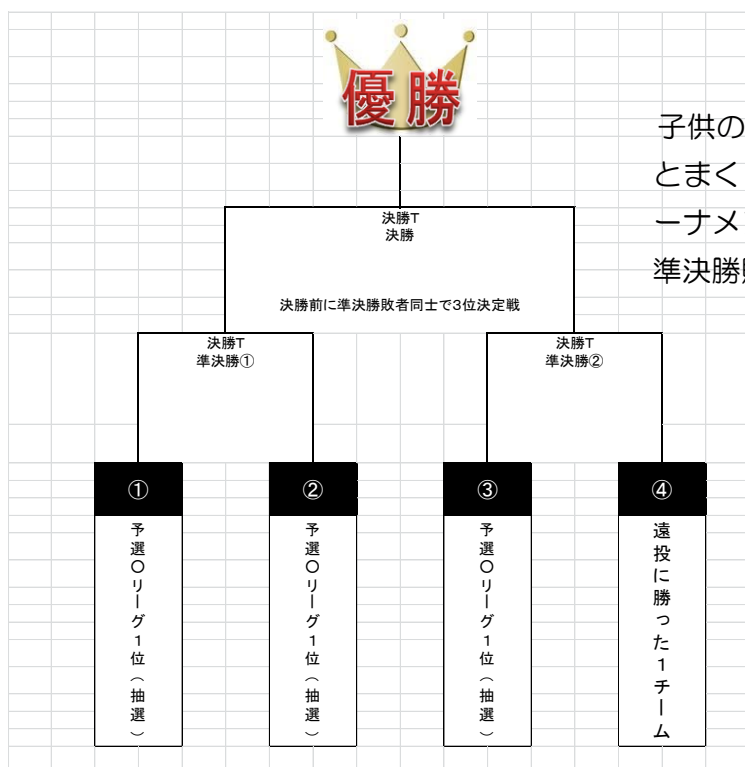 優勝
子供の
とまく
ーナメ
準決勝
決勝T
決勝
決勝前に準決勝敗者同士で3位決定戦
決勝T
準決勝①
決勝T
準決勝②
①
②
③
④
予選〇リーグ1位(抽選)
予選〇リーグ1位(抽選)
予選〇リーグ1位(抽選)
遠投に勝った1チーム